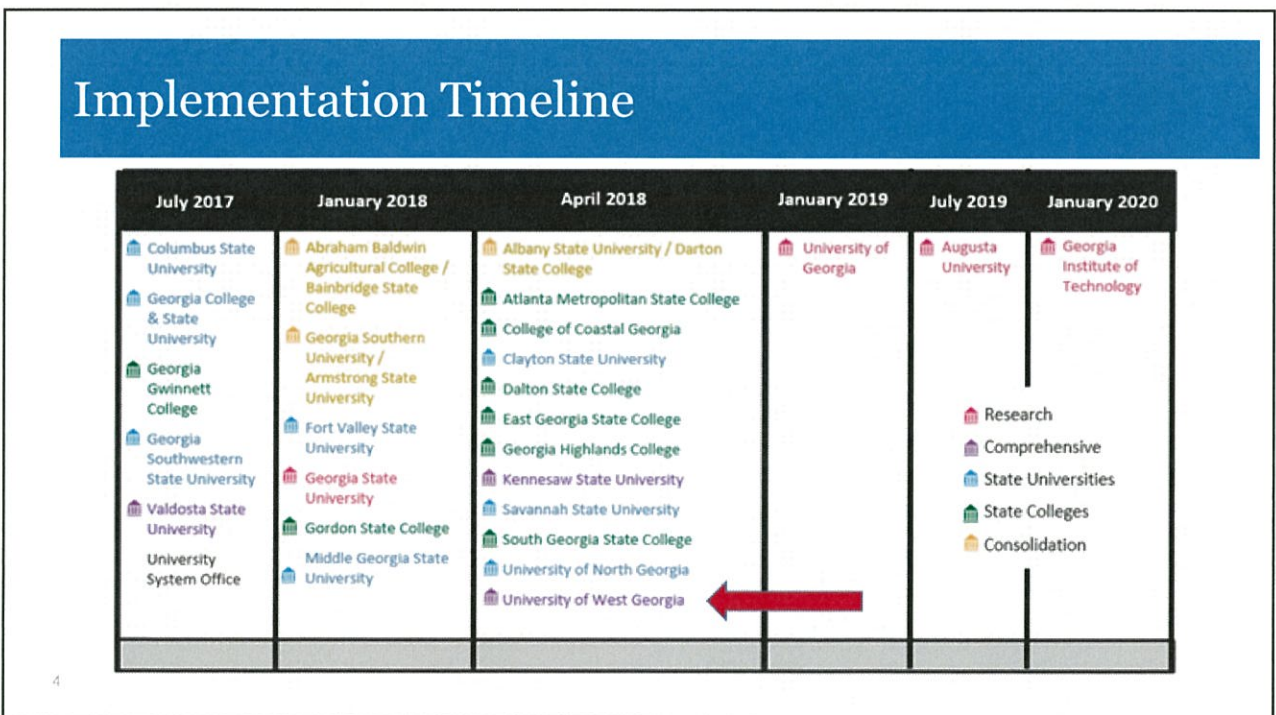 Implementation Timeline
July 2017
January 2018
April 2018
January 2019
July 2019
January 2020
Columbus State
University
Georgia College
& State
University
Georgia
Gwinnett
College
Georgia
Southwestern
State University
Valdosta State
University
University
System Office
Abraham Baldwin
Agricultural College /
Bainbridge State
College
Georgia Southern
University /
Armstrong State
University
Fort Valley State
University
Georgia State
University
Gordon State College
Middle Georgia State
University
Albany State University / Darton
State College
Atlanta Metropolitan State College
College of Coastal Georgia
Clayton State University
Dalton State College
East Georgia State College
Georgia Highlands College
Kennesaw State University
Savannah State University
South Georgia State College
University of North Georgia
University of West Georgia
University of
Georgia
Augusta
University
Georgia
Institute of
Technology
Research
Comprehensive
State Universities
State Colleges
Consolidation
4